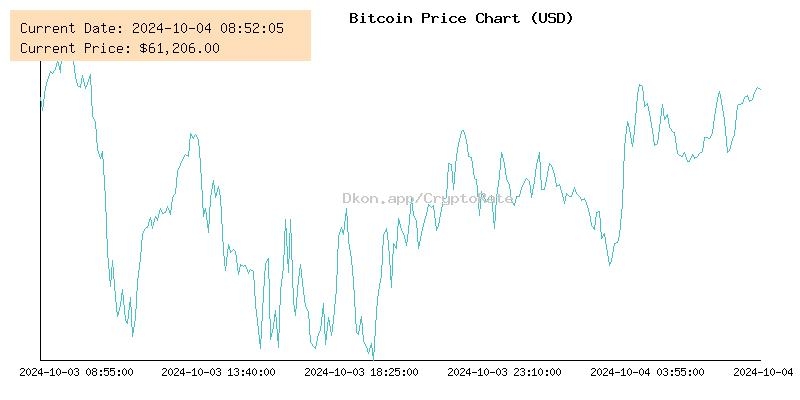 Bitcoin Price Chart (USD)
Current Date: 2024-10-04 08:52:05
Current Price: $61,206.00
Dkon.app/CryptoRate
2024-10-03 08:55:00 2024-10-03 13:40:00 2024-10-03 18:25:00 2024-10-03 23:10:00 2024-10-04 03:55:00 2024-10-04